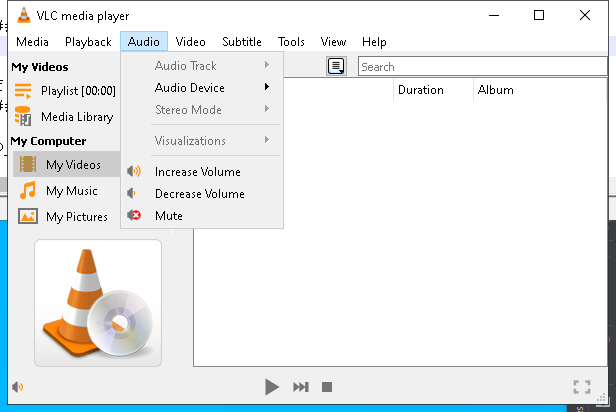 VLC media player
Media Playback Audio Video Subtitle Tools View Help
My Videos
Playlist [00:00]
Media Library
My Computer
My Videos
My Music
My Pictures
Audio Track
Audio Device
Stereo Mode
Visualizations
Increase Volume
Decrease Volume
Mute
Search
Duration Album